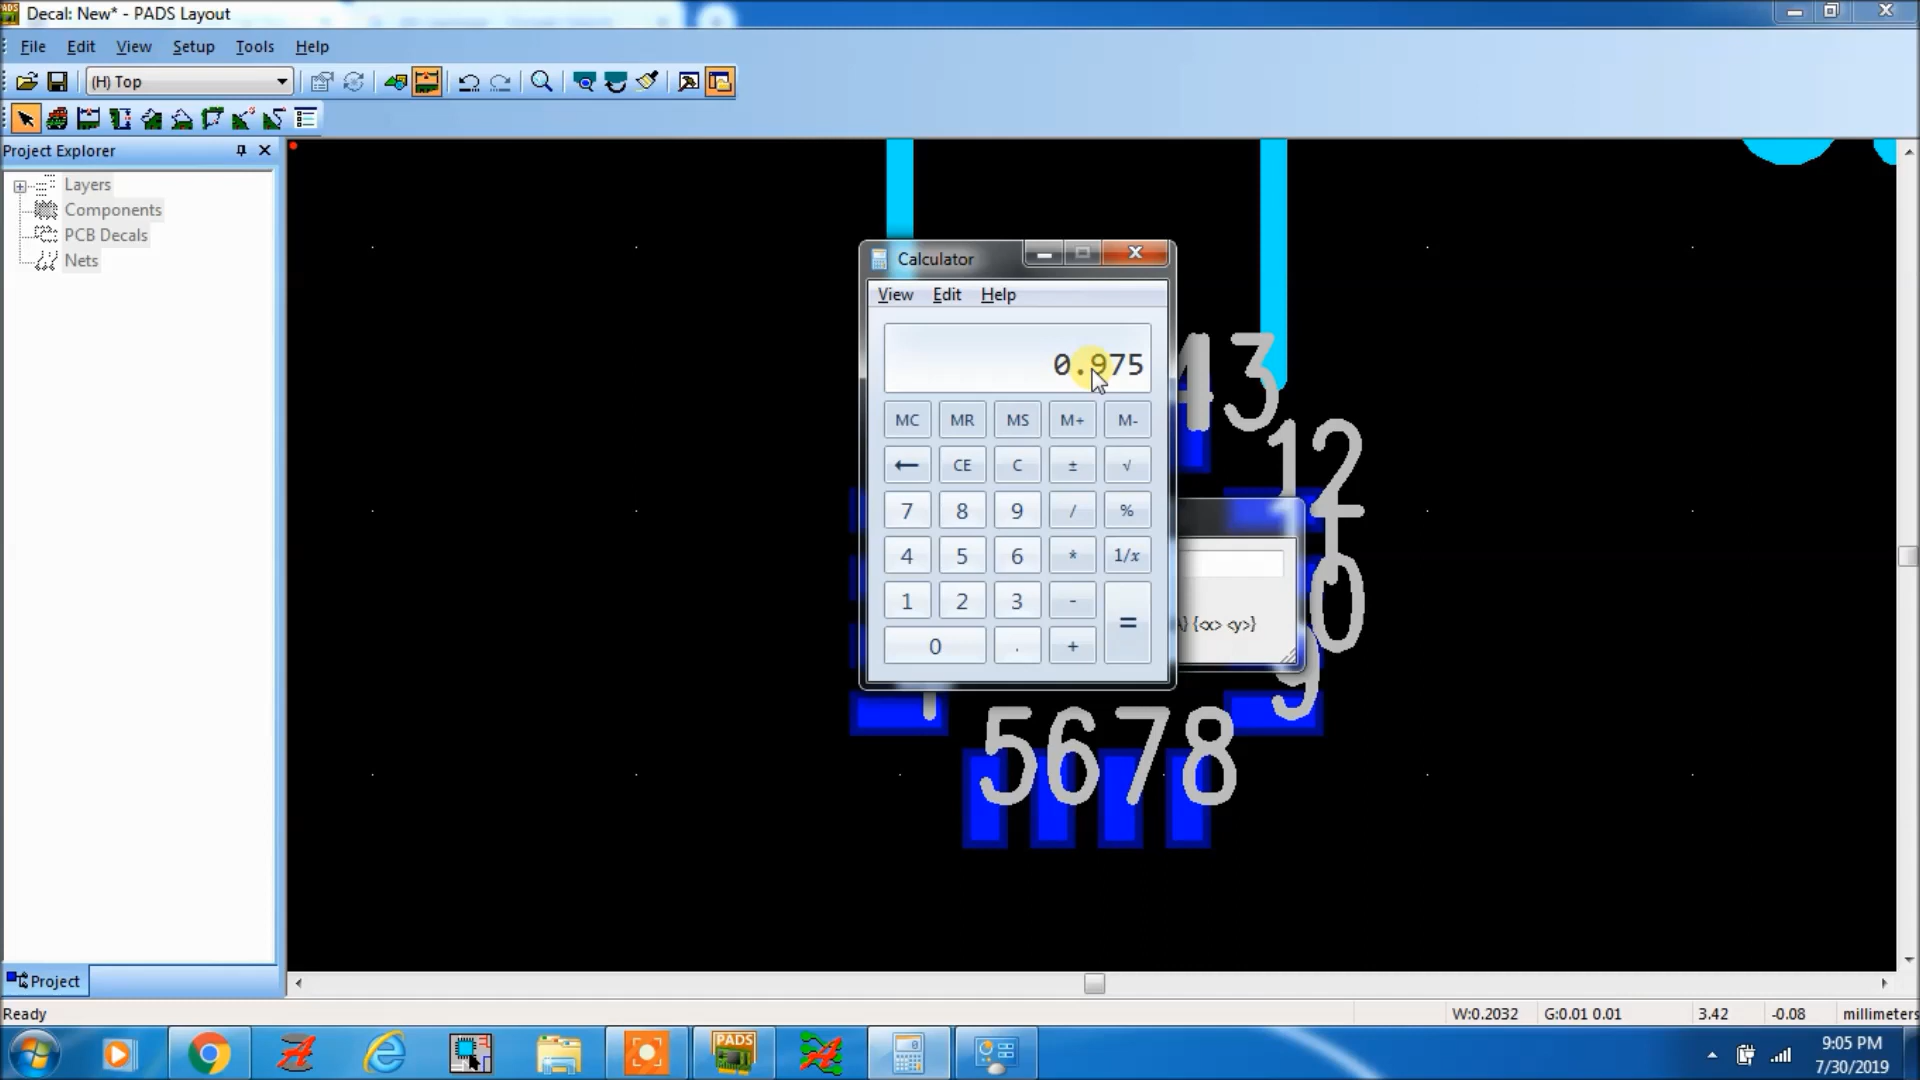 Decal: New* - PADS Layout
File Edit View Setup Tools Help
(H) Top
Project Explorer
Layers
Components
PCB Decals
Nets
Calculator
View Edit Help
0.975
MC MR MS M+ M-
← CE C ± √
7 8 9 / %
4 5 6 * 1/x
1 2 3 - =
0 . +
43
12
1
0
9
<x> <y>}
5678
Project
Ready
W:0.2032 G:0.01 0.01 3.42 -0.08 millimeters
PADS
9:05 PM
7/30/2019